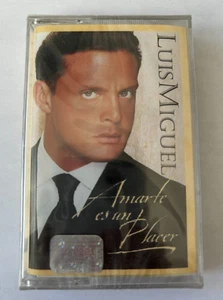 LUIS MIGUEL
Amarte
es un
Placer